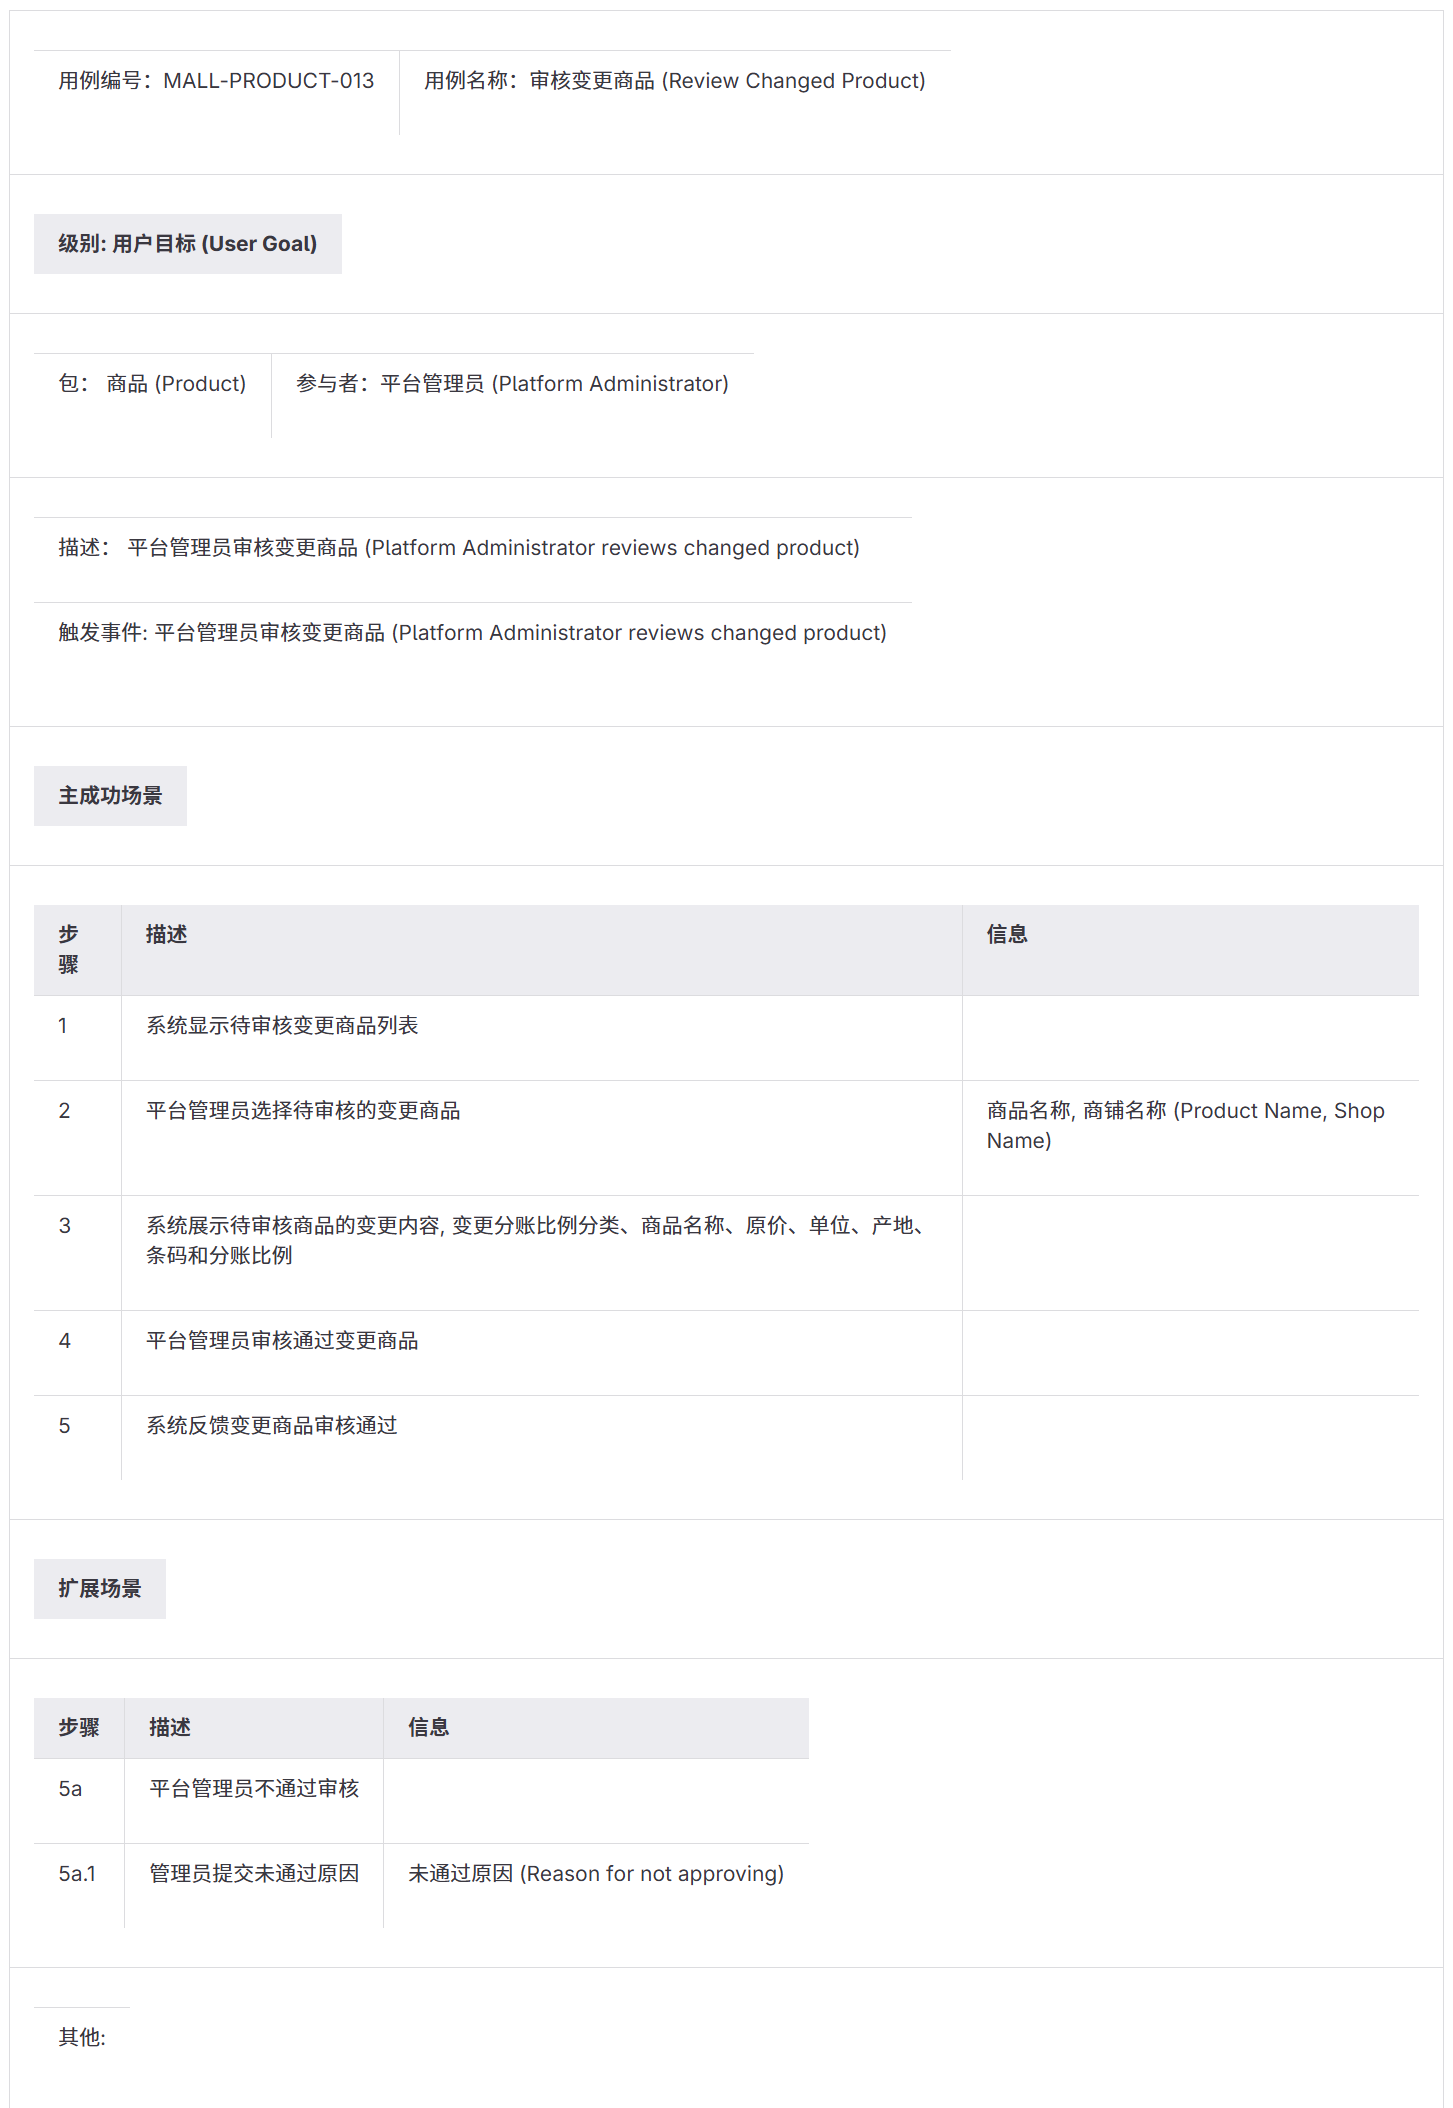 用例编号：MALL-PRODUCT-013
用例名称：审核变更商品 (Review Changed Product)
级别: 用户目标 (User Goal)
包： 商品 (Product)
参与者：平台管理员 (Platform Administrator)
描述： 平台管理员审核变更商品 (Platform Administrator reviews changed product)
触发事件: 平台管理员审核变更商品 (Platform Administrator reviews changed product)
主成功场景
步
骤
描述
信息
1
系统显示待审核变更商品列表
2
平台管理员选择待审核的变更商品
商品名称, 商铺名称 (Product Name, Shop
Name)
3
系统展示待审核商品的变更内容, 变更分账比例分类、商品名称、原价、单位、产地、
条码和分账比例
4
平台管理员审核通过变更商品
5
系统反馈变更商品审核通过
扩展场景
步骤
描述
信息
5a
平台管理员不通过审核
5a.1
管理员提交未通过原因
未通过原因 (Reason for not approving)
其他: